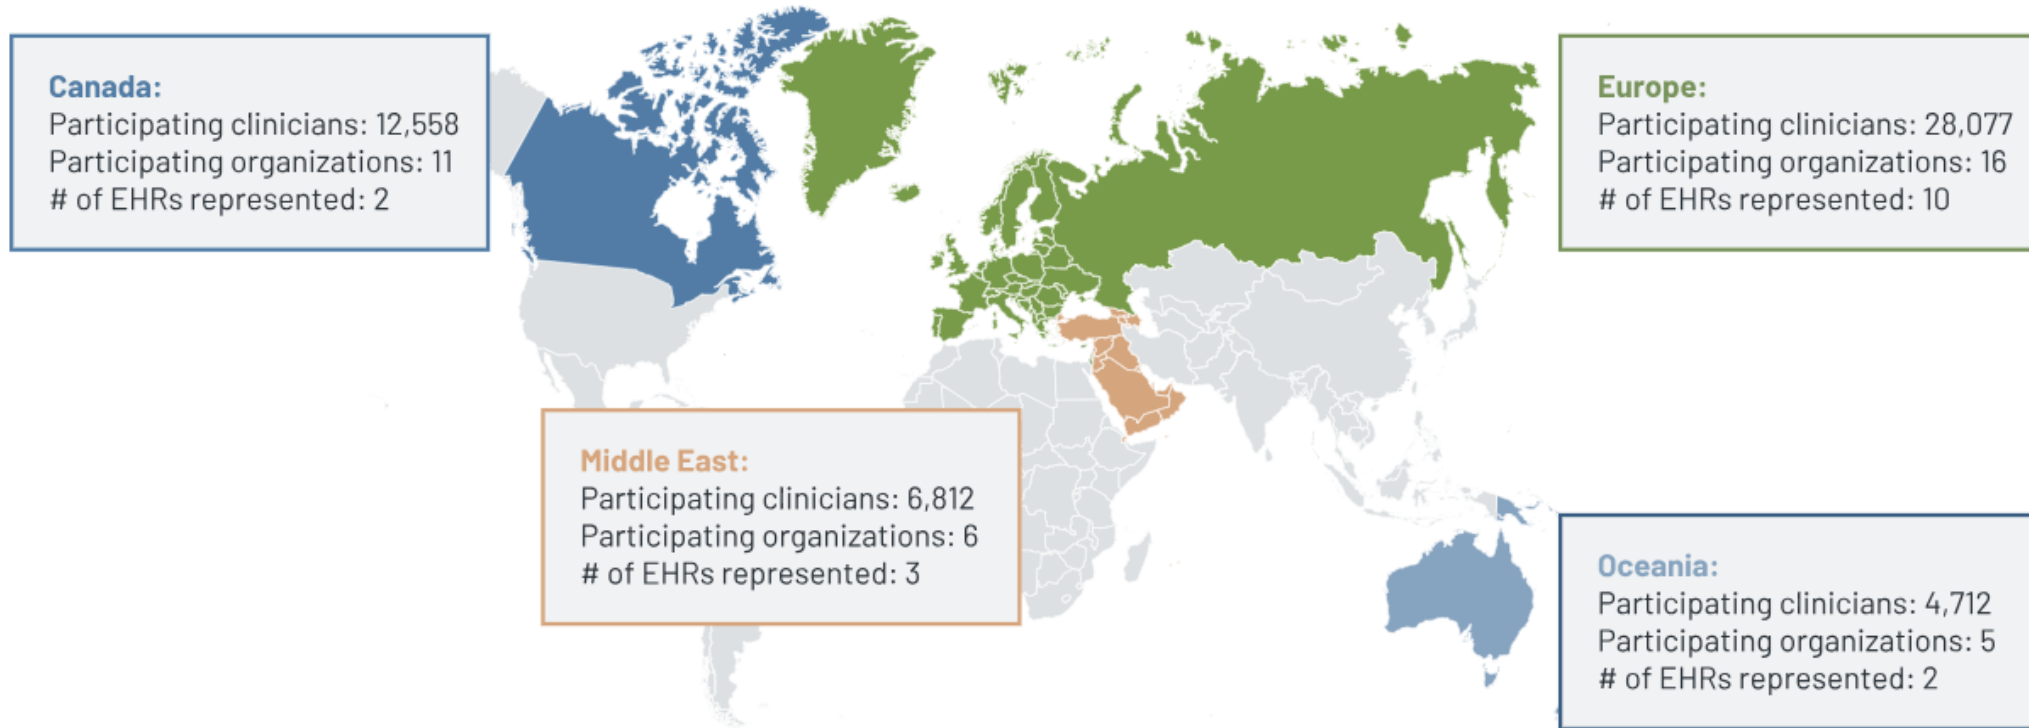 Canada:
Participating clinicians: 12,558
Participating organizations: 11
# of EHRs represented: 2
Europe:
Participating clinicians: 28,077
Participating organizations: 16
# of EHRs represented: 10
Middle East:
Participating clinicians: 6,812
Participating organizations: 6
# of EHRs represented: 3
Oceania:
Participating clinicians: 4,712
Participating organizations: 5
# of EHRs represented: 2